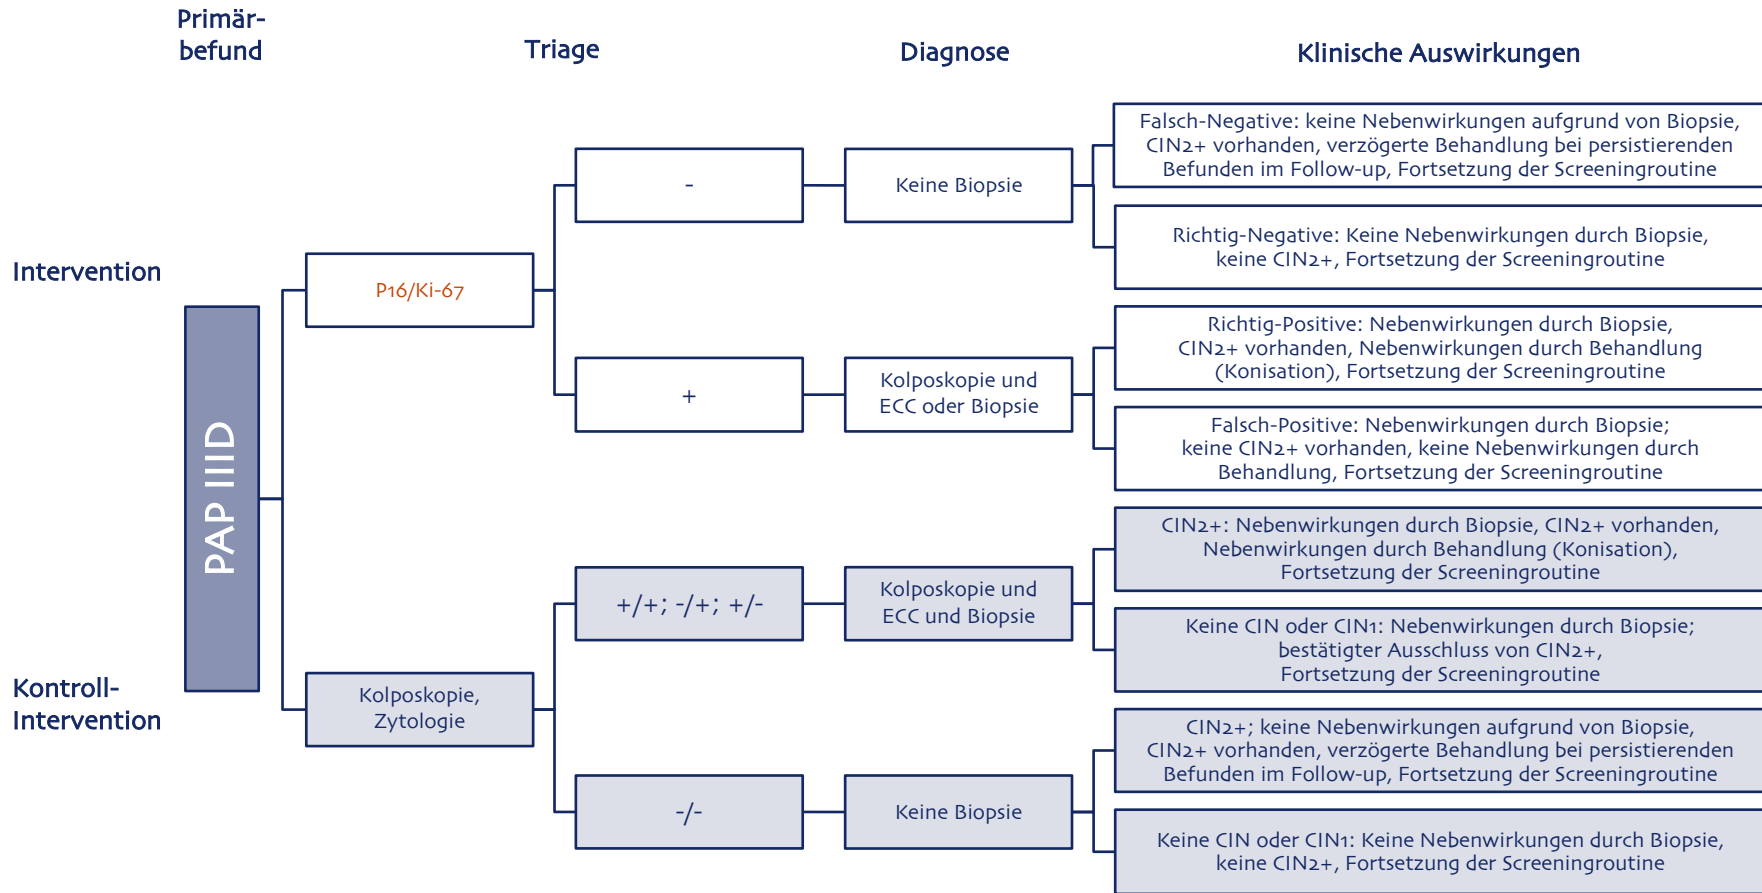 Primär-
befund
Triage
Diagnose
Klinische Auswirkungen
Intervention
Kontroll-
Intervention
PAP IIID
P16/Ki-67
-
Keine Biopsie
Falsch-Negative: keine Nebenwirkungen aufgrund von Biopsie,
CIN2+ vorhanden, verzögerte Behandlung bei persistierenden
Befunden im Follow-up, Fortsetzung der Screeningroutine
Richtig-Negative: Keine Nebenwirkungen durch Biopsie,
keine CIN2+, Fortsetzung der Screeningroutine
+
Kolposkopie und
ECC oder Biopsie
Richtig-Positive: Nebenwirkungen durch Biopsie,
CIN2+ vorhanden, Nebenwirkungen durch Behandlung
(Konisation), Fortsetzung der Screeningroutine
Falsch-Positive: Nebenwirkungen durch Biopsie;
keine CIN2+ vorhanden, keine Nebenwirkungen durch
Behandlung, Fortsetzung der Screeningroutine
Kolposkopie,
Zytologie
+/+; -/+; +/-
Kolposkopie und
ECC und Biopsie
CIN2+: Nebenwirkungen durch Biopsie, CIN2+ vorhanden,
Nebenwirkungen durch Behandlung (Konisation),
Fortsetzung der Screeningroutine
Keine CIN oder CIN1: Nebenwirkungen durch Biopsie;
bestätigter Ausschluss von CIN2+,
Fortsetzung der Screeningroutine
-/-
Keine Biopsie
CIN2+; keine Nebenwirkungen aufgrund von Biopsie,
CIN2+ vorhanden, verzögerte Behandlung bei persistierenden
Befunden im Follow-up, Fortsetzung der Screeningroutine
Keine CIN oder CIN1: Keine Nebenwirkungen durch Biopsie,
keine CIN2+, Fortsetzung der Screeningroutine